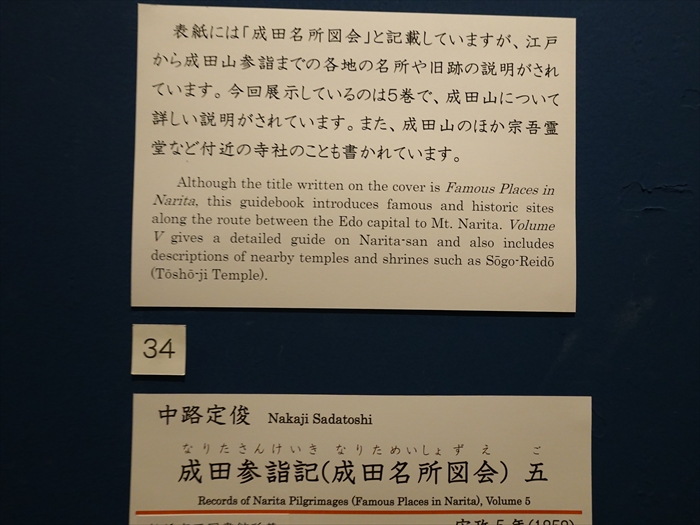 表紙には「成田名所図会」と記載していますが、江戸
から成田山参詣までの各地の名所や旧跡の説明がされ
ています。今回展示しているのは5巻で、成田山について
詳しい説明がされています。また、成田山のほか宗吾霊
堂など付近の寺社のことも書かれています。
Although the title written on the cover is Famous Places in
Narita, this guidebook introduces famous and historic sites
along the route between the Edo capital to Mt. Narita. Volume
V gives a detailed guide on Narita-san and also includes
descriptions of nearby temples and shrines such as Sōgo-Reidō
(Tōshō-ji Temple).
34
中路定俊 Nakaji Sadatoshi
なりたさんけいき なりためいしょずえ ご
成田参詣記(成田名所図会) 五
Records of Narita Pilgrimages (Famous Places in Narita), Volume 5